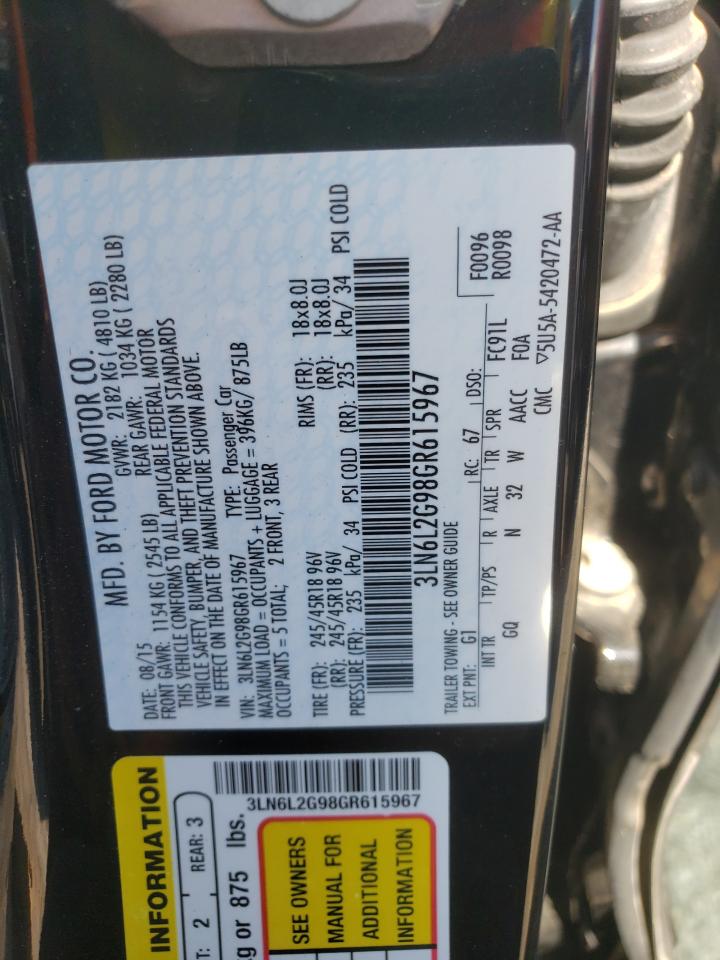 MFD. BY FORD MOTOR CO.
DATE: 08/15 GVWR: 2182 KG ( 4810 LB)
FRONT GAWR: 1154 KG ( 2545 LB) REAR GAWR: 1034 KG ( 2280 LB)
THIS VEHICLE CONFORMS TO ALL APPLICABLE FEDERAL MOTOR
VEHICLE SAFETY, BUMPER, AND THEFT PREVENTION STANDARDS
IN EFFECT ON THE DATE OF MANUFACTURE SHOWN ABOVE.
VIN: 3LN6L2G98GR615967 TYPE: Passenger Car
MAXIMUM LOAD = OCCUPANTS + LUGGAGE = 396KG/ 875LB
OCCUPANTS = 5 TOTAL; 2 FRONT, 3 REAR
TIRE (FR): 245/45R18 96V RIMS (FR): 18x8.0J
(RR): 245/45R18 96V (RR): 18x8.0J
PRESSURE (FR): 235 kPa/ 34 PSI COLD (RR): 235 kPa/ 34 PSI COLD
3LN6L2G98GR615967
TRAILER TOWING - SEE OWNER GUIDE F0096
EXT PNT: G1 RC: 67 DSO: R0098
INT TR TP/PS R AXLE TR SPR FC91L
GQ N 32 W AACC F0A
CMC ▽5U5A-5420472-AA
INFORMATION
T: 2 REAR: 3
g or 875 lbs.
3LN6L2G98GR615967
SEE OWNERS
MANUAL FOR
ADDITIONAL
INFORMATION